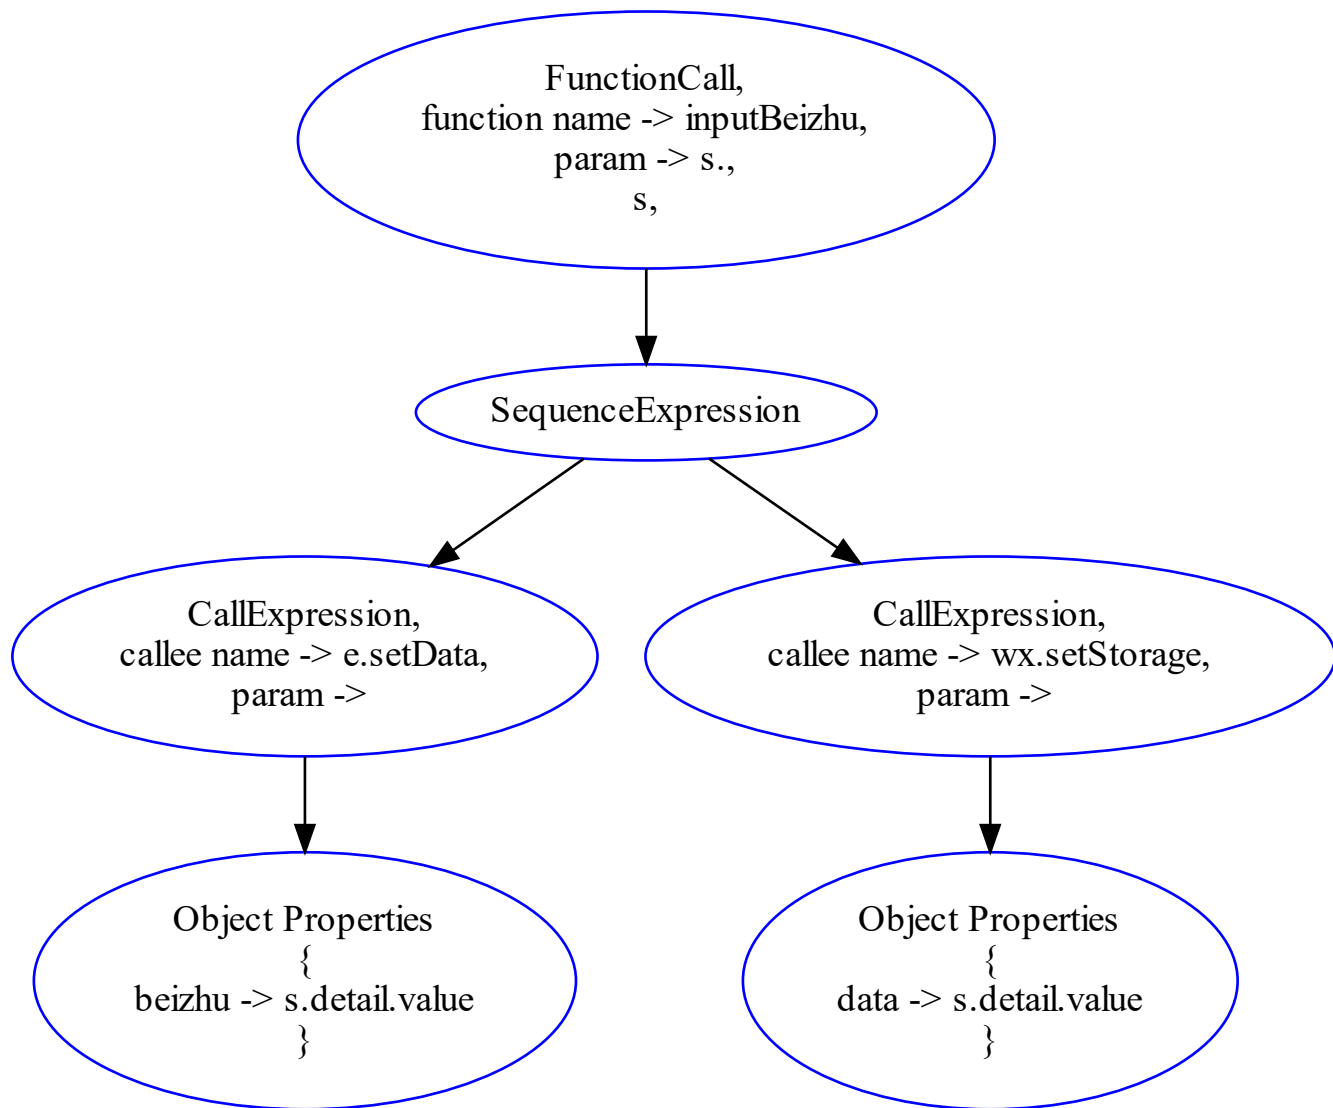 FunctionCall,
function name -> inputBeizhu,
param -> s.,
s,
SequenceExpression
CallExpression,
callee name -> e.setData,
param ->
CallExpression,
callee name -> wx.setStorage,
param ->
Object Properties
{
beizhu -> s.detail.value
}
Object Properties
{
data -> s.detail.value
}